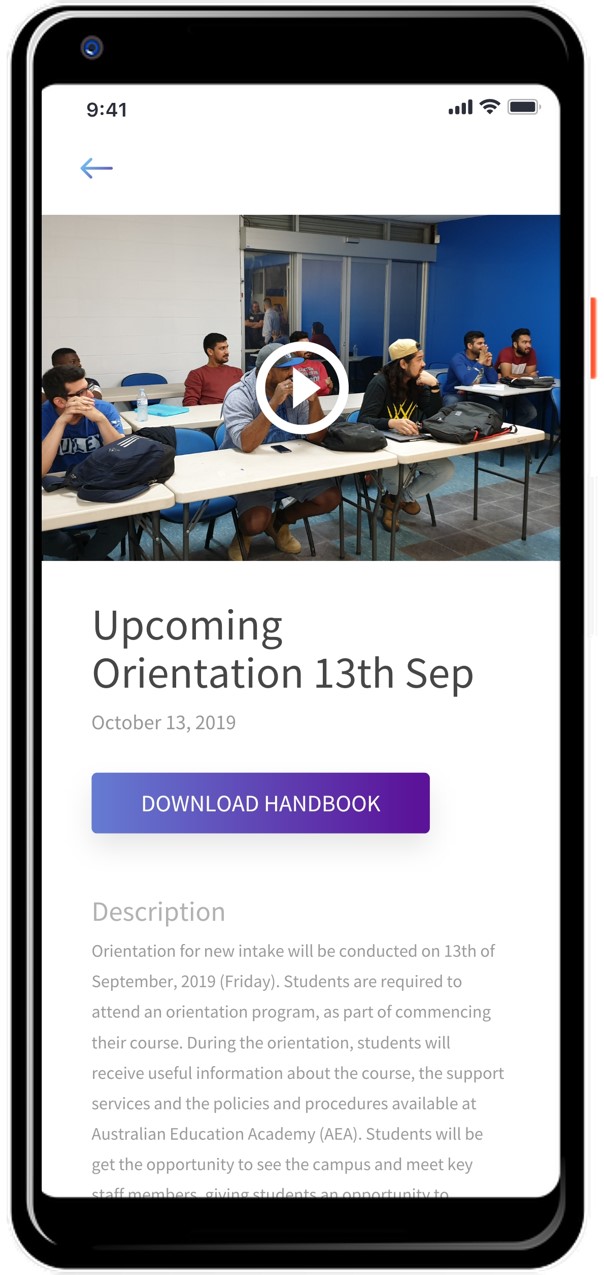 9:41
Upcoming
Orientation 13th Sep
October 13, 2019
DOWNLOAD HANDBOOK
Description
Orientation for new intake will be conducted on 13th of
September, 2019 (Friday). Students are required to
attend an orientation program, as part of commencing
their course. During the orientation, students will
receive useful information about the course, the support
services and the policies and procedures available at
Australian Education Academy (AEA). Students will be
get the opportunity to see the campus and meet key
staff members, giving students an opportunity to